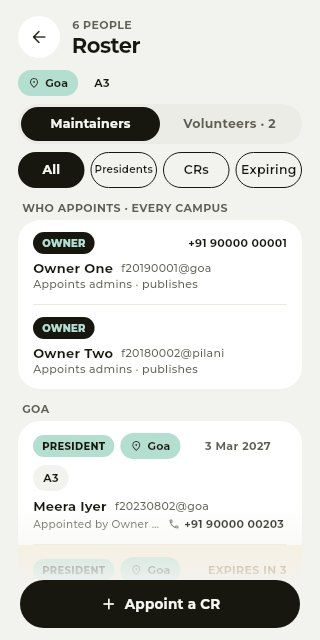 6 PEOPLE
Roster
Goa A3
Maintainers Volunteers · 2
All Presidents CRs Expiring
WHO APPOINTS · EVERY CAMPUS
OWNER +91 90000 00001
Owner One f20190001@goa
Appoints admins · publishes
OWNER
Owner Two f20180002@pilani
Appoints admins · publishes
GOA
PRESIDENT Goa 3 Mar 2027
A3
Meera Iyer f20230802@goa
Appointed by Owner ... +91 90000 00203
PRESIDENT Goa EXPIRES IN 3
+ Appoint a CR